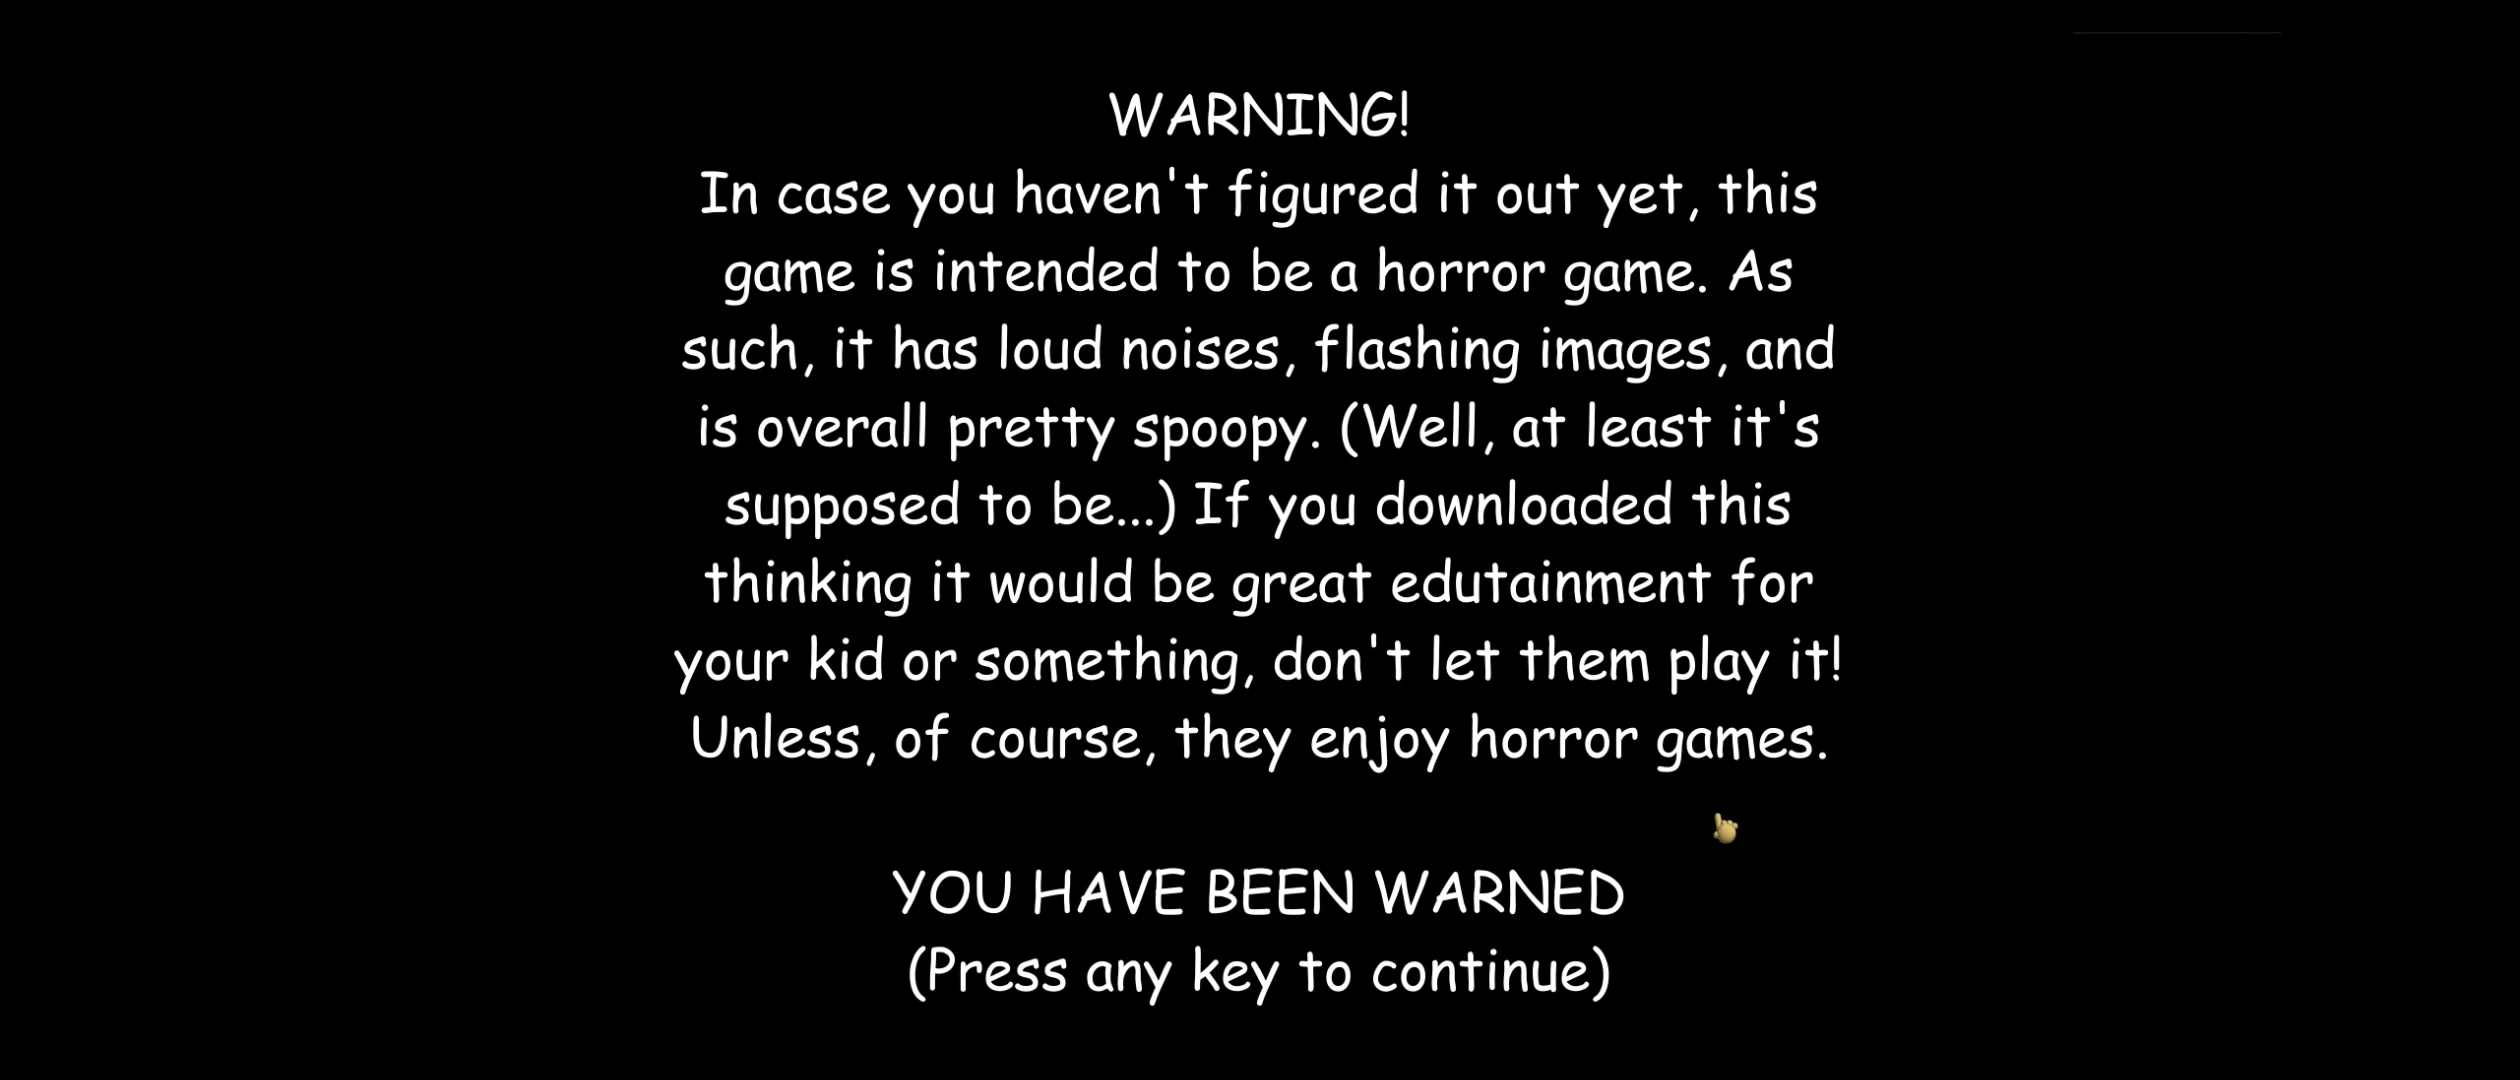 WARNING!
In case you haven't figured it out yet, this
game is intended to be a horror game. As
such, it has loud noises, flashing images, and
is overall pretty spoopy. (Well, at least it's
supposed to be...) If you downloaded this
thinking it would be great edutainment for
your kid or something, don't let them play it!
Unless, of course, they enjoy horror games.
YOU HAVE BEEN WARNED
(Press any key to continue)